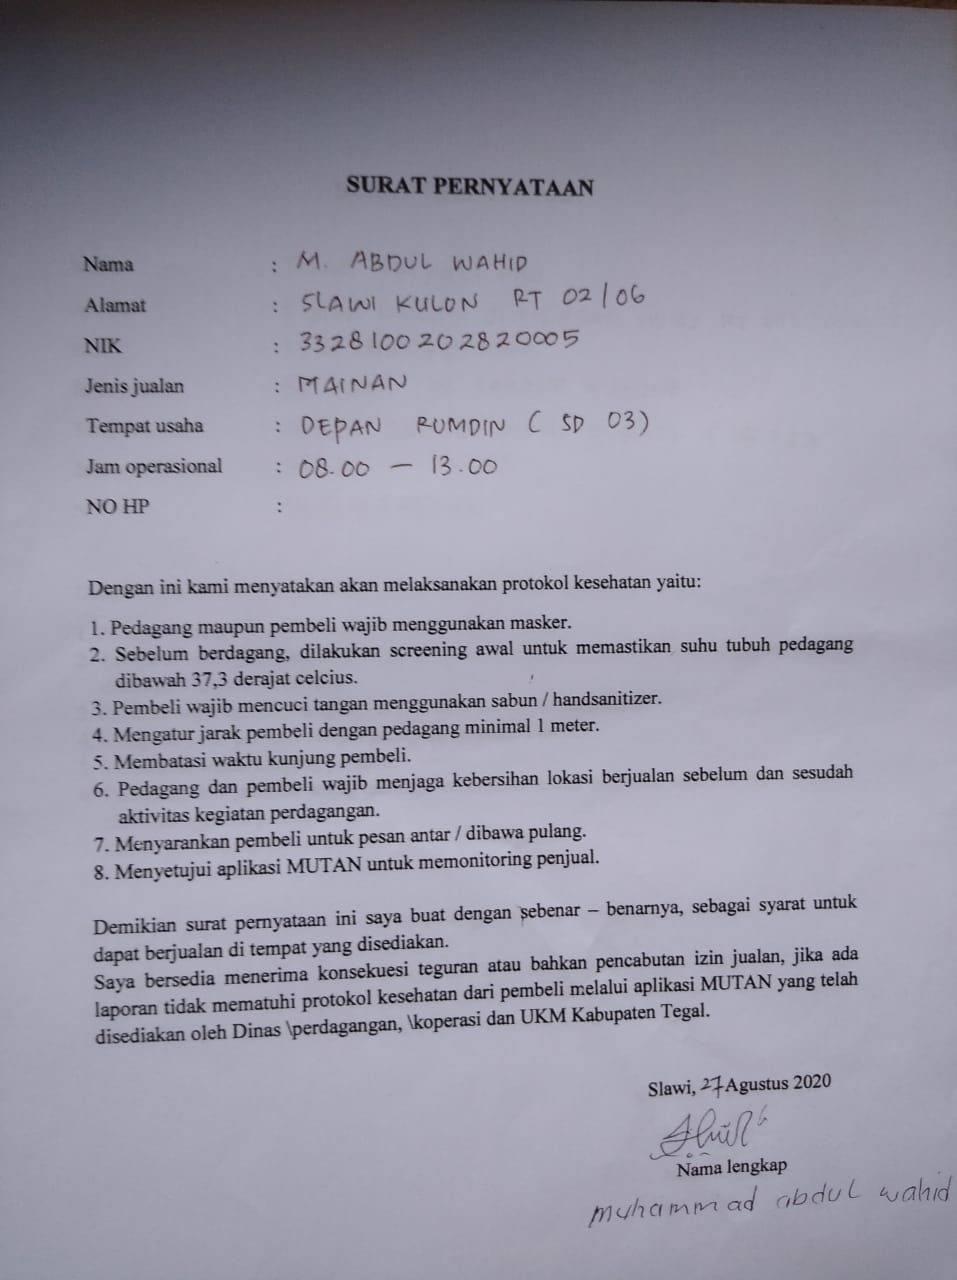 SURAT PERNYATAAN
Nama : M. ABDUL WAHID
Alamat : SLAWI KULON RT 02/06
NIK : 3328100202820005
Jenis jualan : MAINAN
Tempat usaha : DEPAN RUMDIN ( SD 03)
Jam operasional : 08.00 — 13.00
NO HP :
Dengan ini kami menyatakan akan melaksanakan protokol kesehatan yaitu:
1. Pedagang maupun pembeli wajib menggunakan masker.
2. Sebelum berdagang, dilakukan screening awal untuk memastikan suhu tubuh pedagang
dibawah 37,3 derajat celcius.
3. Pembeli wajib mencuci tangan menggunakan sabun / handsanitizer.
4. Mengatur jarak pembeli dengan pedagang minimal 1 meter.
5. Membatasi waktu kunjung pembeli.
6. Pedagang dan pembeli wajib menjaga kebersihan lokasi berjualan sebelum dan sesudah
aktivitas kegiatan perdagangan.
7. Menyarankan pembeli untuk pesan antar / dibawa pulang.
8. Menyetujui aplikasi MUTAN untuk memonitoring penjual.
Demikian surat pernyataan ini saya buat dengan sebenar – benarnya, sebagai syarat untuk
dapat berjualan di tempat yang disediakan.
Saya bersedia menerima konsekuesi teguran atau bahkan pencabutan izin jualan, jika ada
laporan tidak mematuhi protokol kesehatan dari pembeli melalui aplikasi MUTAN yang telah
disediakan oleh Dinas \perdagangan, \koperasi dan UKM Kabupaten Tegal.
Slawi, 27 Agustus 2020
Nama lengkap
muhammad abdul wahid